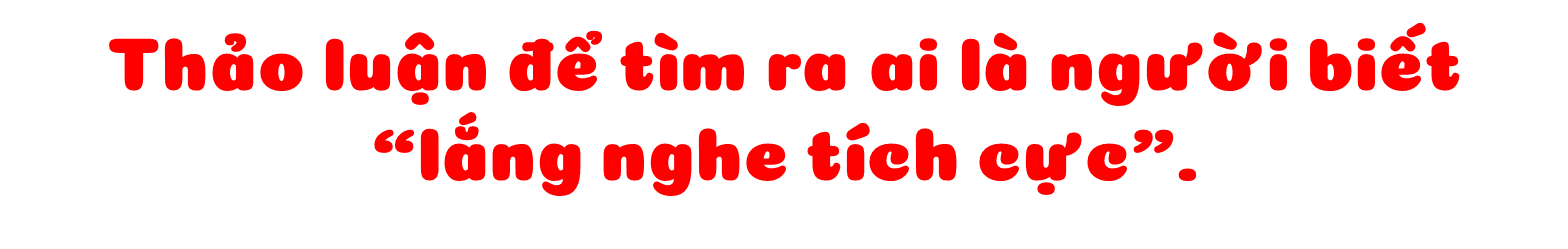 Thảo luận để tìm ra ai là người biết
“lắng nghe tích cực”.